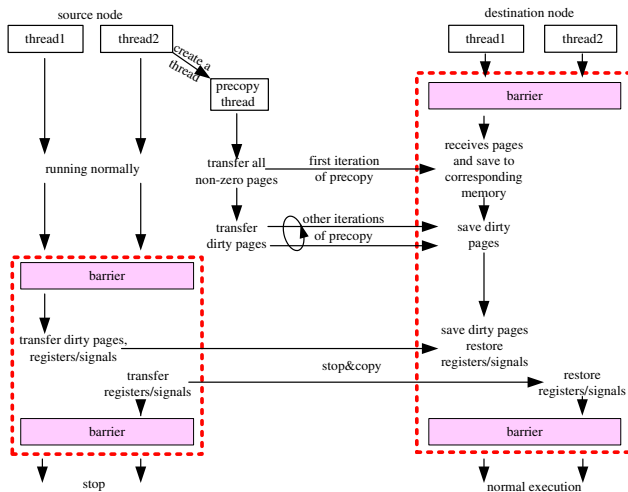 source node
destination node
thread1
thread2
thread1
thread2
create a
thread
precopy
thread
barrier
running normally
transfer all
non-zero pages
first iteration
of precopy
receives pages
and save to
corresponding
memory
transfer
dirty pages
other iterations
of precopy
save dirty
pages
barrier
transfer dirty pages,
registers/signals
save dirty pages
restore
registers/signals
stop&copy
transfer
registers/signals
restore
registers/signals
barrier
barrier
stop
normal execution